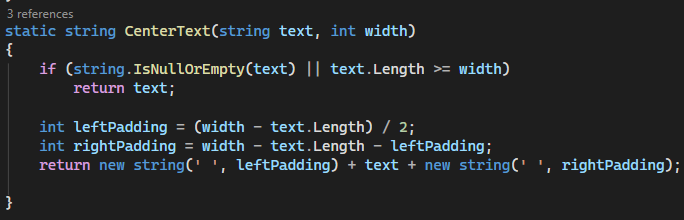 3 references
static string CenterText(string text, int width)
{
    if (string.IsNullOrEmpty(text) || text.Length >= width)
        return text;

    int leftPadding = (width - text.Length) / 2;
    int rightPadding = width - text.Length - leftPadding;
    return new string(' ', leftPadding) + text + new string(' ', rightPadding);

}